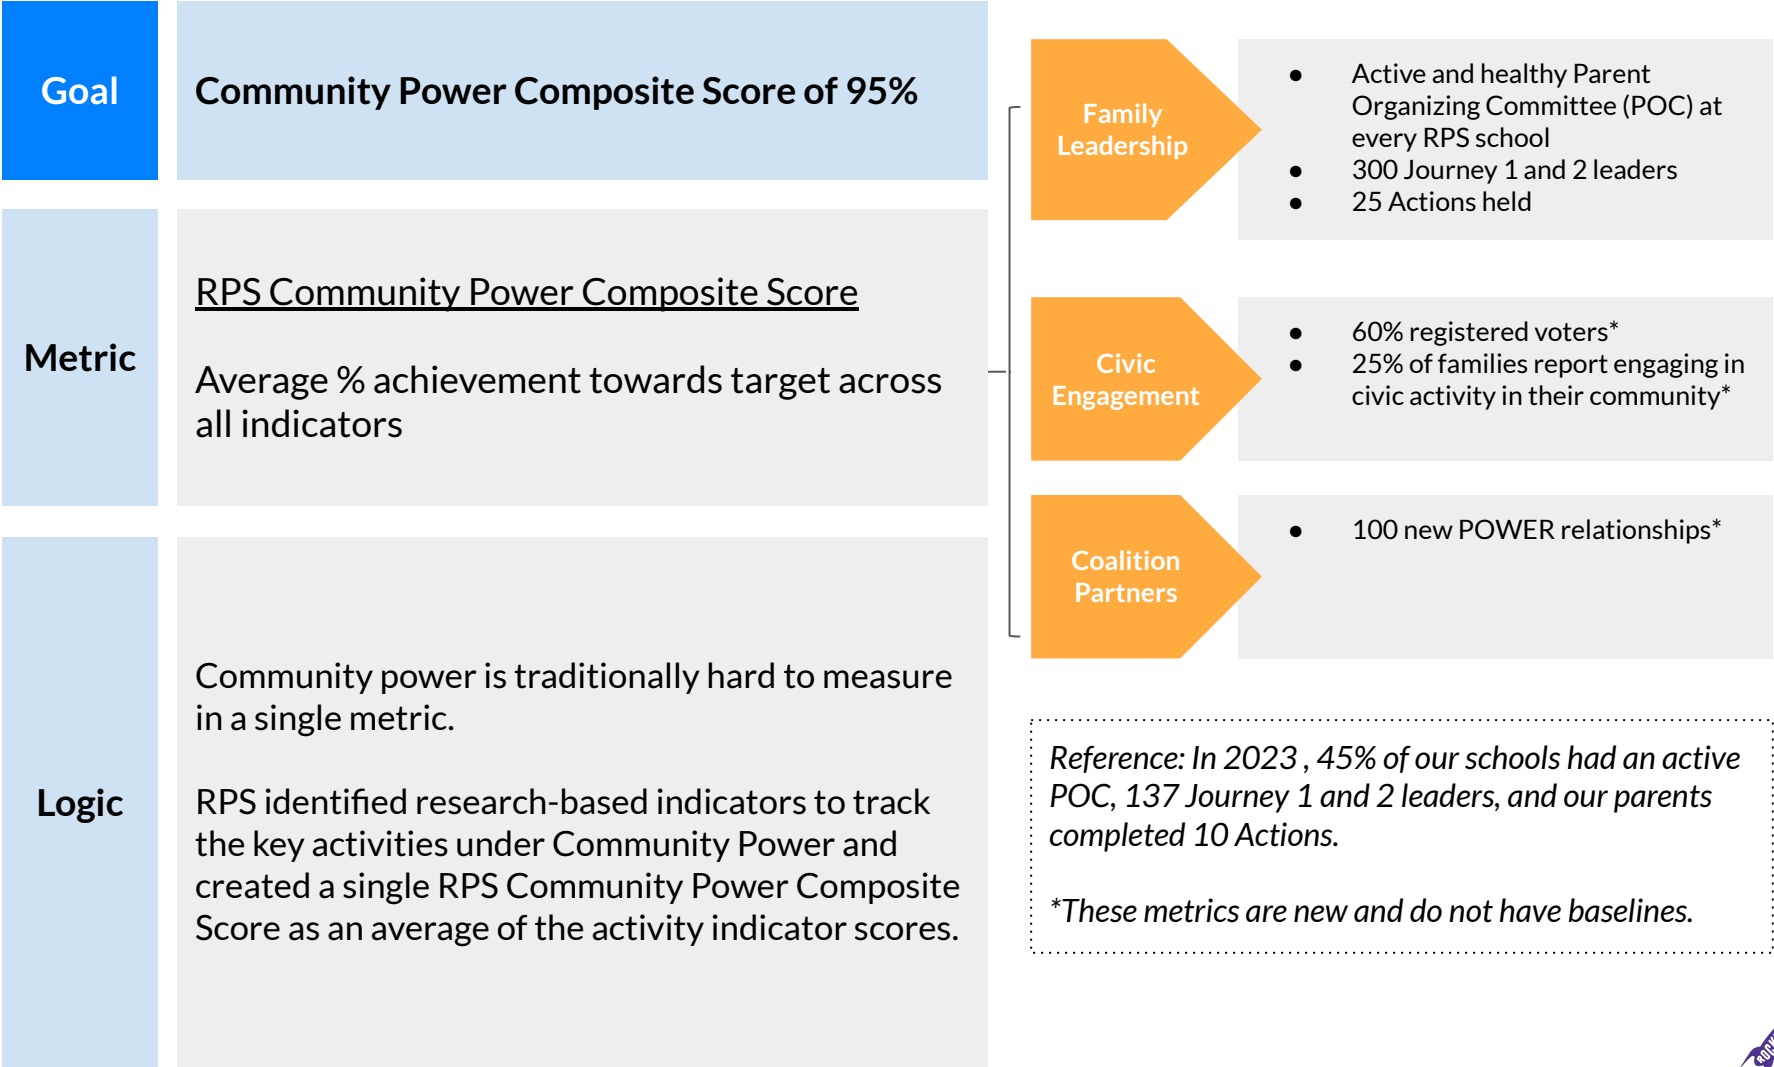 Goal
Community Power Composite Score of 95%
Metric
RPS Community Power Composite Score
Average % achievement towards target across
all indicators
Logic
Community power is traditionally hard to measure
in a single metric.
RPS identified research-based indicators to track
the key activities under Community Power and
created a single RPS Community Power Composite
Score as an average of the activity indicator scores.
Family
Leadership
● Active and healthy Parent
Organizing Committee (POC) at
every RPS school
● 300 Journey 1 and 2 leaders
● 25 Actions held
Civic
Engagement
● 60% registered voters*
● 25% of families report engaging in
civic activity in their community*
Coalition
Partners
● 100 new POWER relationships*
Reference: In 2023 , 45% of our schools had an active
POC, 137 Journey 1 and 2 leaders, and our parents
completed 10 Actions.
*These metrics are new and do not have baselines.